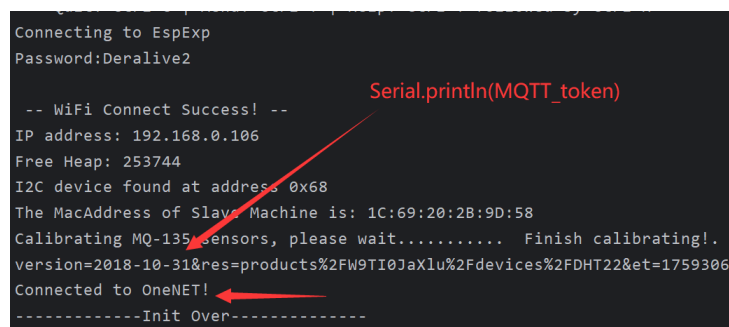 Connecting to EspExp
Password:Deralive2
Serial.println(MQTT_token)
-- WiFi Connect Success! --
IP address: 192.168.0.106
Free Heap: 253744
I2C device found at address 0x68
The MacAddress of Slave Machine is: 1C:69:20:2B:9D:58
Calibrating MQ-135 sensors, please wait........... Finish calibrating!.
version=2018-10-31&res=products%2FW9TI0JaXlu%2Fdevices%2FDHT22&et=1759306
Connected to OneNET!
-------------Init Over--------------